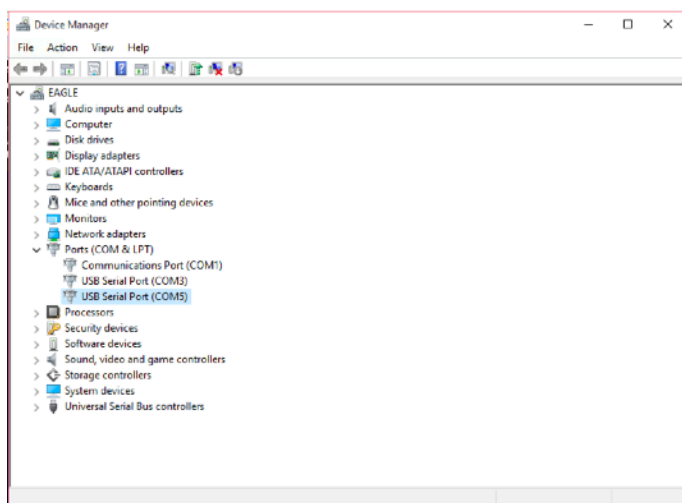 Device Manager
File Action View Help
EAGLE
Audio inputs and outputs
Computer
Disk drives
Display adapters
IDE ATA/ATAPI controllers
Keyboards
Mice and other pointing devices
Monitors
Network adapters
Ports (COM & LPT)
Communications Port (COM1)
USB Serial Port (COM3)
USB Serial Port (COM5)
Processors
Security devices
Software devices
Sound, video and game controllers
Storage controllers
System devices
Universal Serial Bus controllers